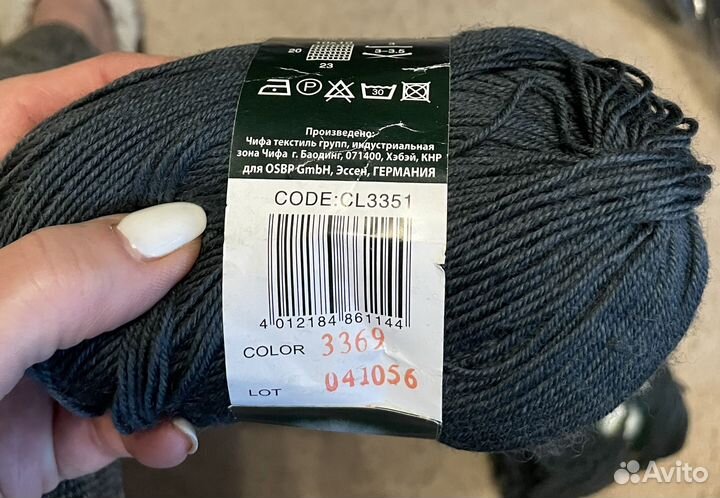 20
3–3.5
23
P
30
Произведено:
Чифа текстиль групп, индустриальная
зона Чифа г. Баодинг, 071400, Хэбэй, КНР
для OSBP GmbH, Эссен, ГЕРМАНИЯ
CODE:CL3351
4 012184 861144
COLOR 3369
LOT 041056
Avito